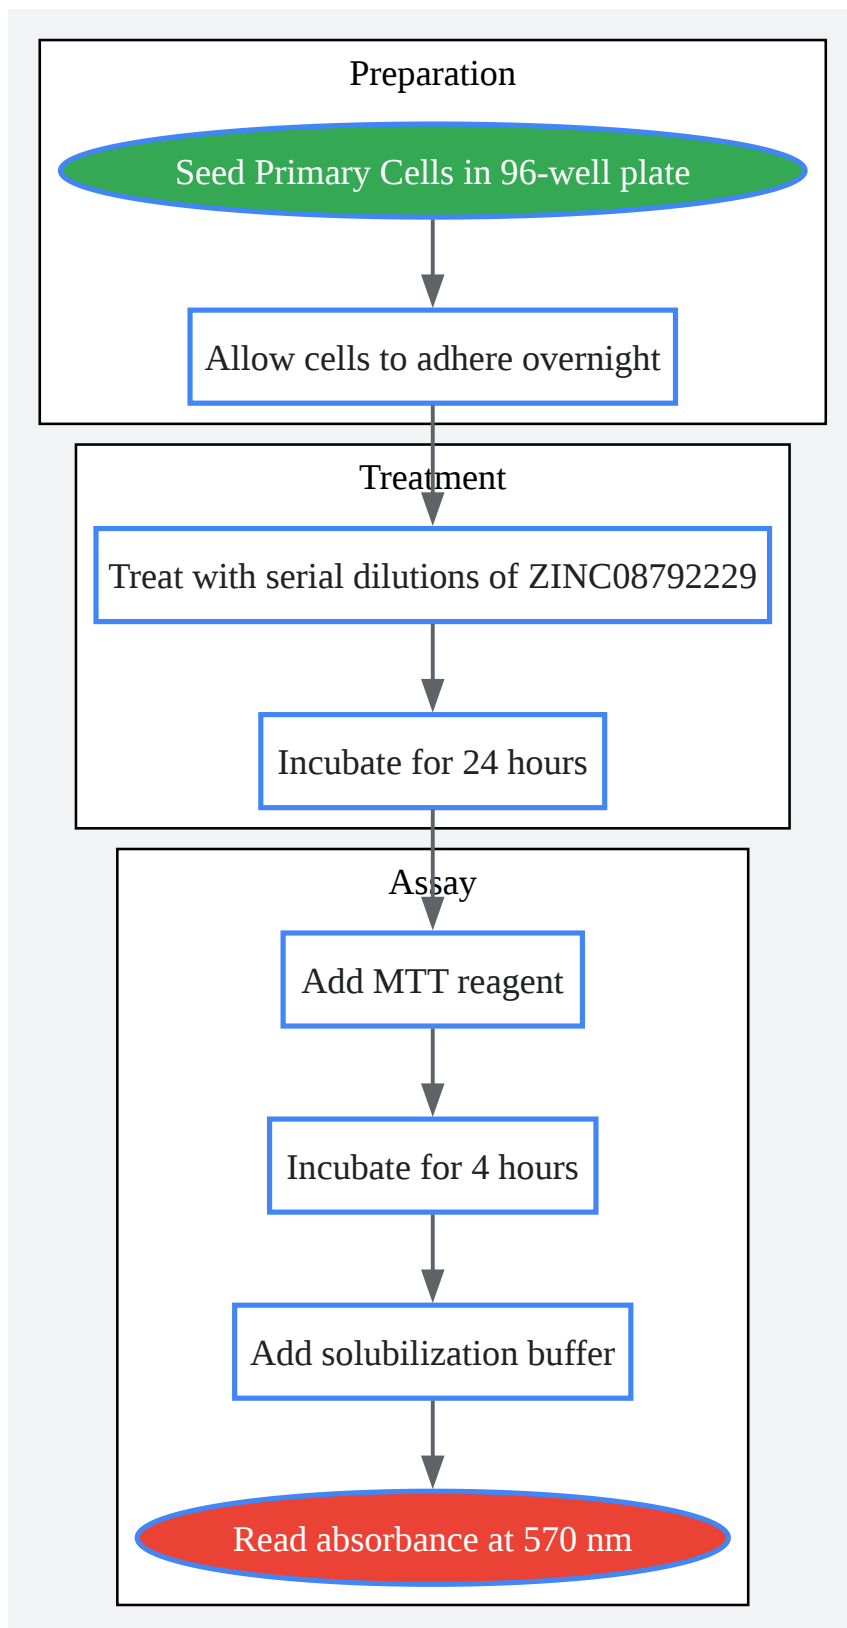 Preparation
Seed Primary Cells in 96-well plate
Allow cells to adhere overnight
Treatment
Treat with serial dilutions of ZINC08792229
Incubate for 24 hours
Assay
Add MTT reagent
Incubate for 4 hours
Add solubilization buffer
Read absorbance at 570 nm